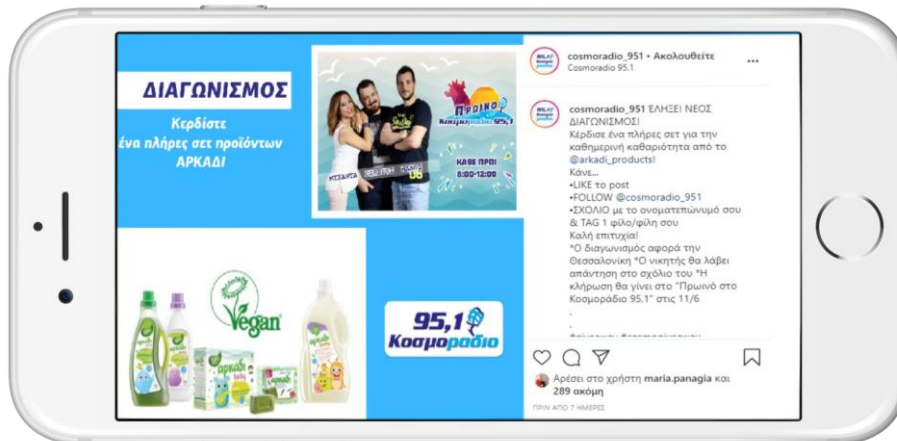 ΔΙΑΓΩΝΙΣΜΟΣ
Κερδίστε
ένα πλήρες σετ προϊόντων
ΑΡΚΑΔΙ
ΠΡωινό
Κοσμοράδιο 95,1
ΚΑΘΕ ΠΡΩΙ
8:00-12:00
Vegan
αρκάδι
baby
αρκάδι
95,1
Κοσμοραδιο
cosmoradio_951 • Ακολουθείτε
Cosmoradio 95.1
cosmoradio_951 ΈΛΗΞΕ! ΝΕΟΣ
ΔΙΑΓΩΝΙΣΜΟΣ!
Κέρδισε ένα πλήρες σετ για την
καθημερινή καθαριότητα από το
@arkadi_products!
Κάνε...
•LIKE το post
•FOLLOW @cosmoradio_951
•ΣΧΟΛΙΟ με το ονοματεπώνυμό σου
& TAG 1 φίλο/φίλη σου
Καλή επιτυχία!
*Ο διαγωνισμός αφορά την
Θεσσαλονίκη *Ο νικητής θα λάβει
απάντηση στο σχόλιο του *Η
κλήρωση θα γίνει στο "Πρωινό στο
Κοσμοράδιο 95.1" στις 11/6
.
.
Αρέσει στο χρήστη maria.panagia και
289 ακόμη
ΠΡΙΝ ΑΠΟ 7 ΗΜΕΡΕΣ